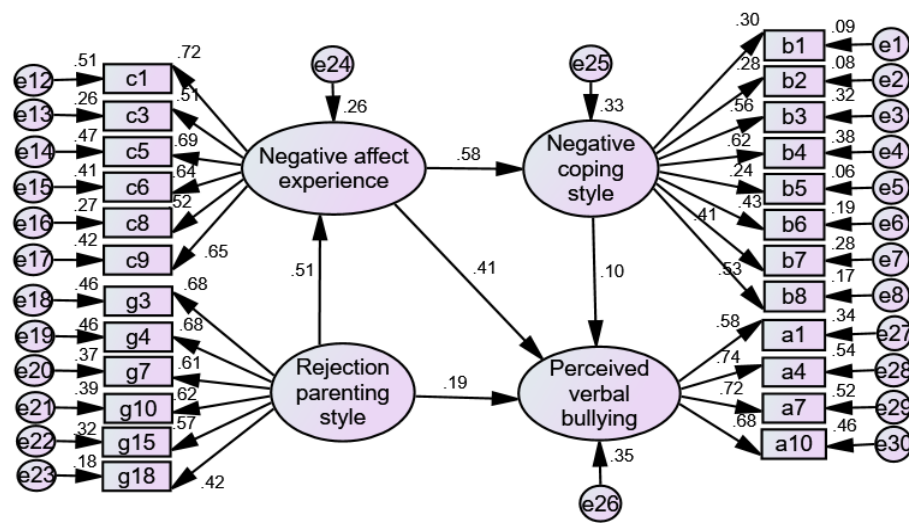 .51 .72 e24 .30 b1 .09 e1
e12 c1 .28 b2 .08 e2
.26 .51 .26 e25 .33
e13 c3 .56 b3 .32 e3
.47 .69 .62 b4 .38 e4
e14 c5
Negative affect
experience
.58
Negative
coping
style
.41 .64 .24 b5 .06 e5
e15 c6
.27 .52 .43 b6 .19 e6
e16 c8
.42 .65 .41 b7 .28 e7
e17 c9
.53 b8 .17 e8
.51 .41 .10
.46 .68
e18 g3
.46 .68 .58 a1 .34 e27
e19 g4
.37 .61 .74 a4 .54 e28
e20 g7
Rejection
parenting
style
.19
Perceived
verbal
bullying
.39 .62 .72 a7 .52 e29
e21 g10
.32 .57 .68 a10 .46 e30
e22 g15
.18 .42
e23 g18
.35
e26